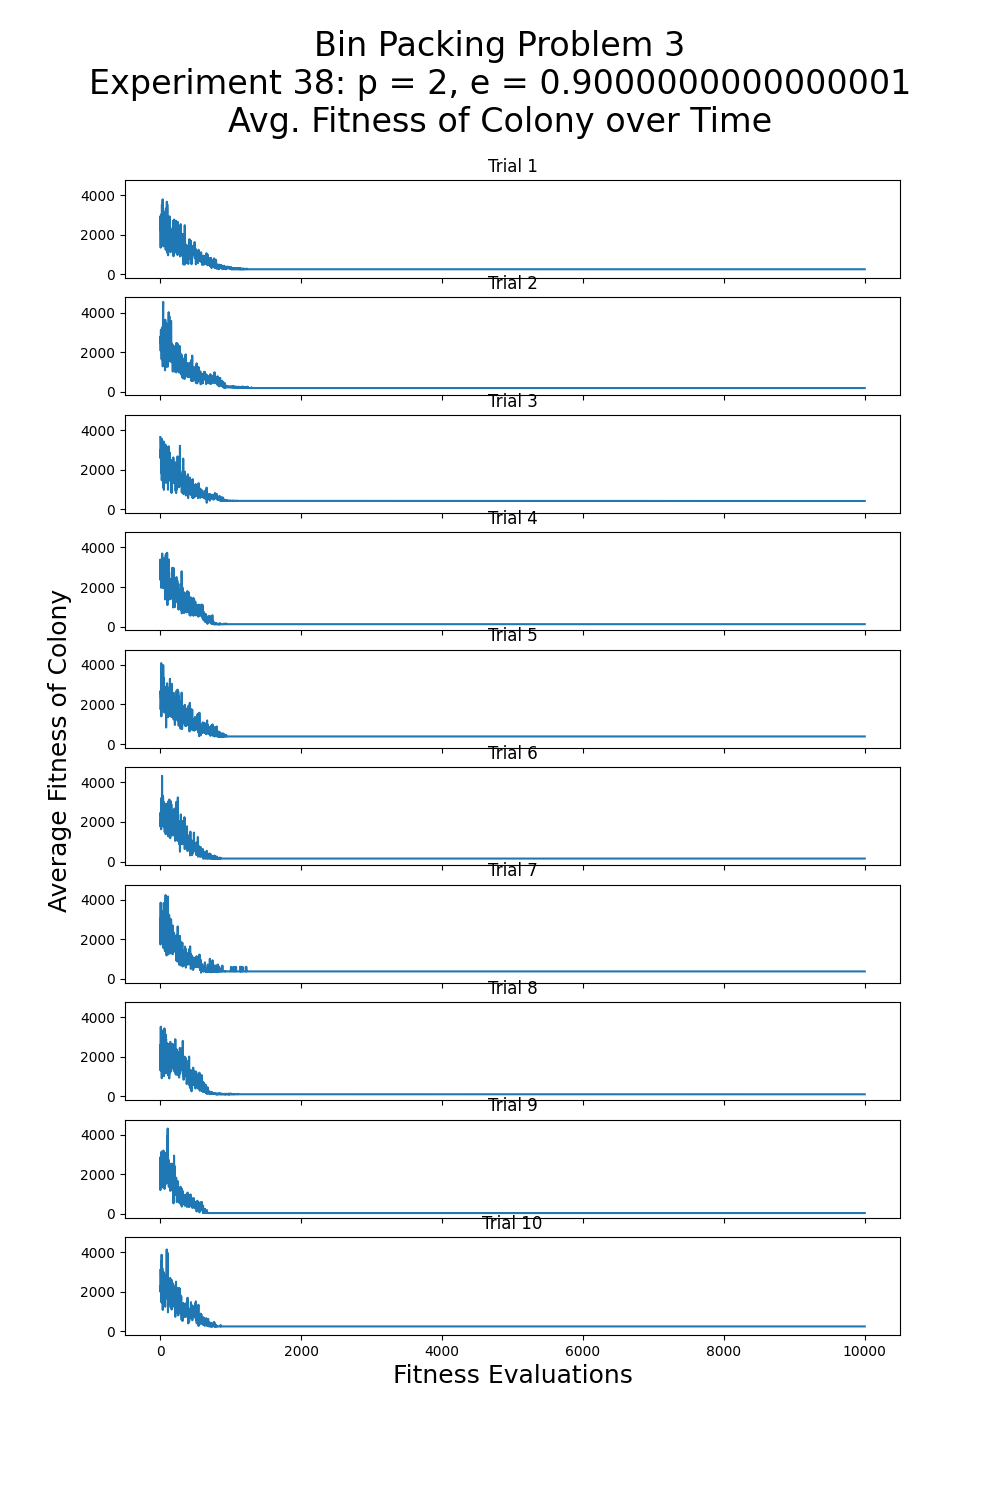 Bin Packing Problem 3
Experiment 38: p = 2, e = 0.9000000000000001
Avg. Fitness of Colony over Time
Trial 1
4000
2000
0
Trial 2
4000
2000
0
Trial 3
4000
2000
0
Trial 4
4000
2000
0
Trial 5
4000
2000
0
Trial 6
4000
2000
0
Trial 7
4000
2000
0
Trial 8
4000
2000
0
Trial 9
4000
2000
0
Trial 10
4000
2000
0
0 2000 4000 6000 8000 10000
Fitness Evaluations
Average Fitness of Colony